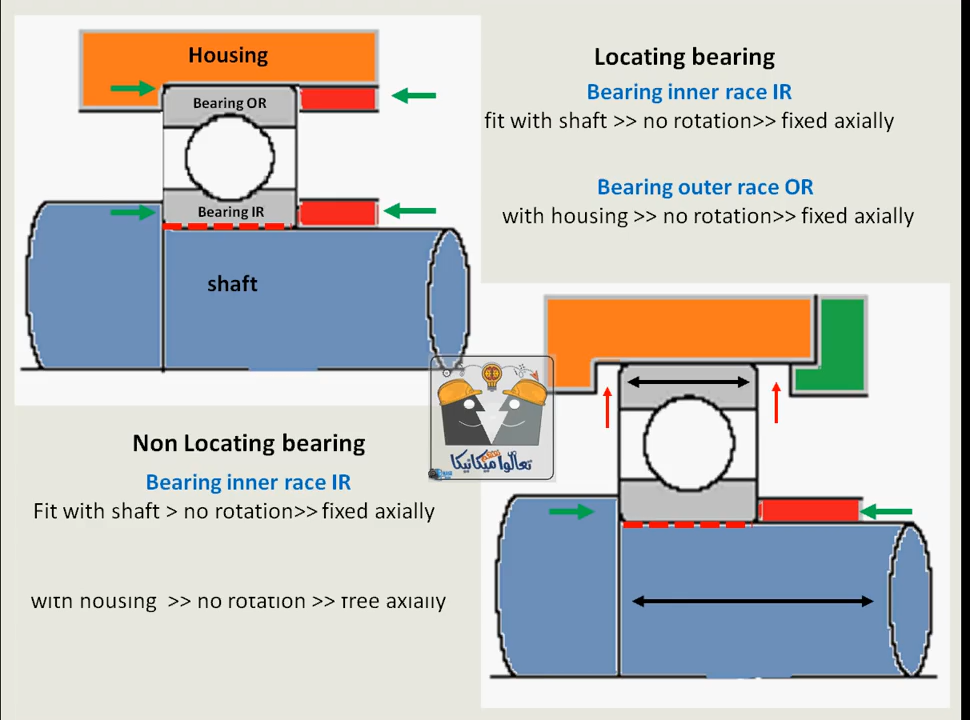 Housing
Bearing OR
Bearing IR
shaft
Locating bearing
Bearing inner race IR
fit with shaft >> no rotation>> fixed axially
Bearing outer race OR
with housing >> no rotation>> fixed axially
تعالوا ميكانيكا
Non Locating bearing
Bearing inner race IR
Fit with shaft > no rotation>> fixed axially
with housing >> no rotation >> free axially